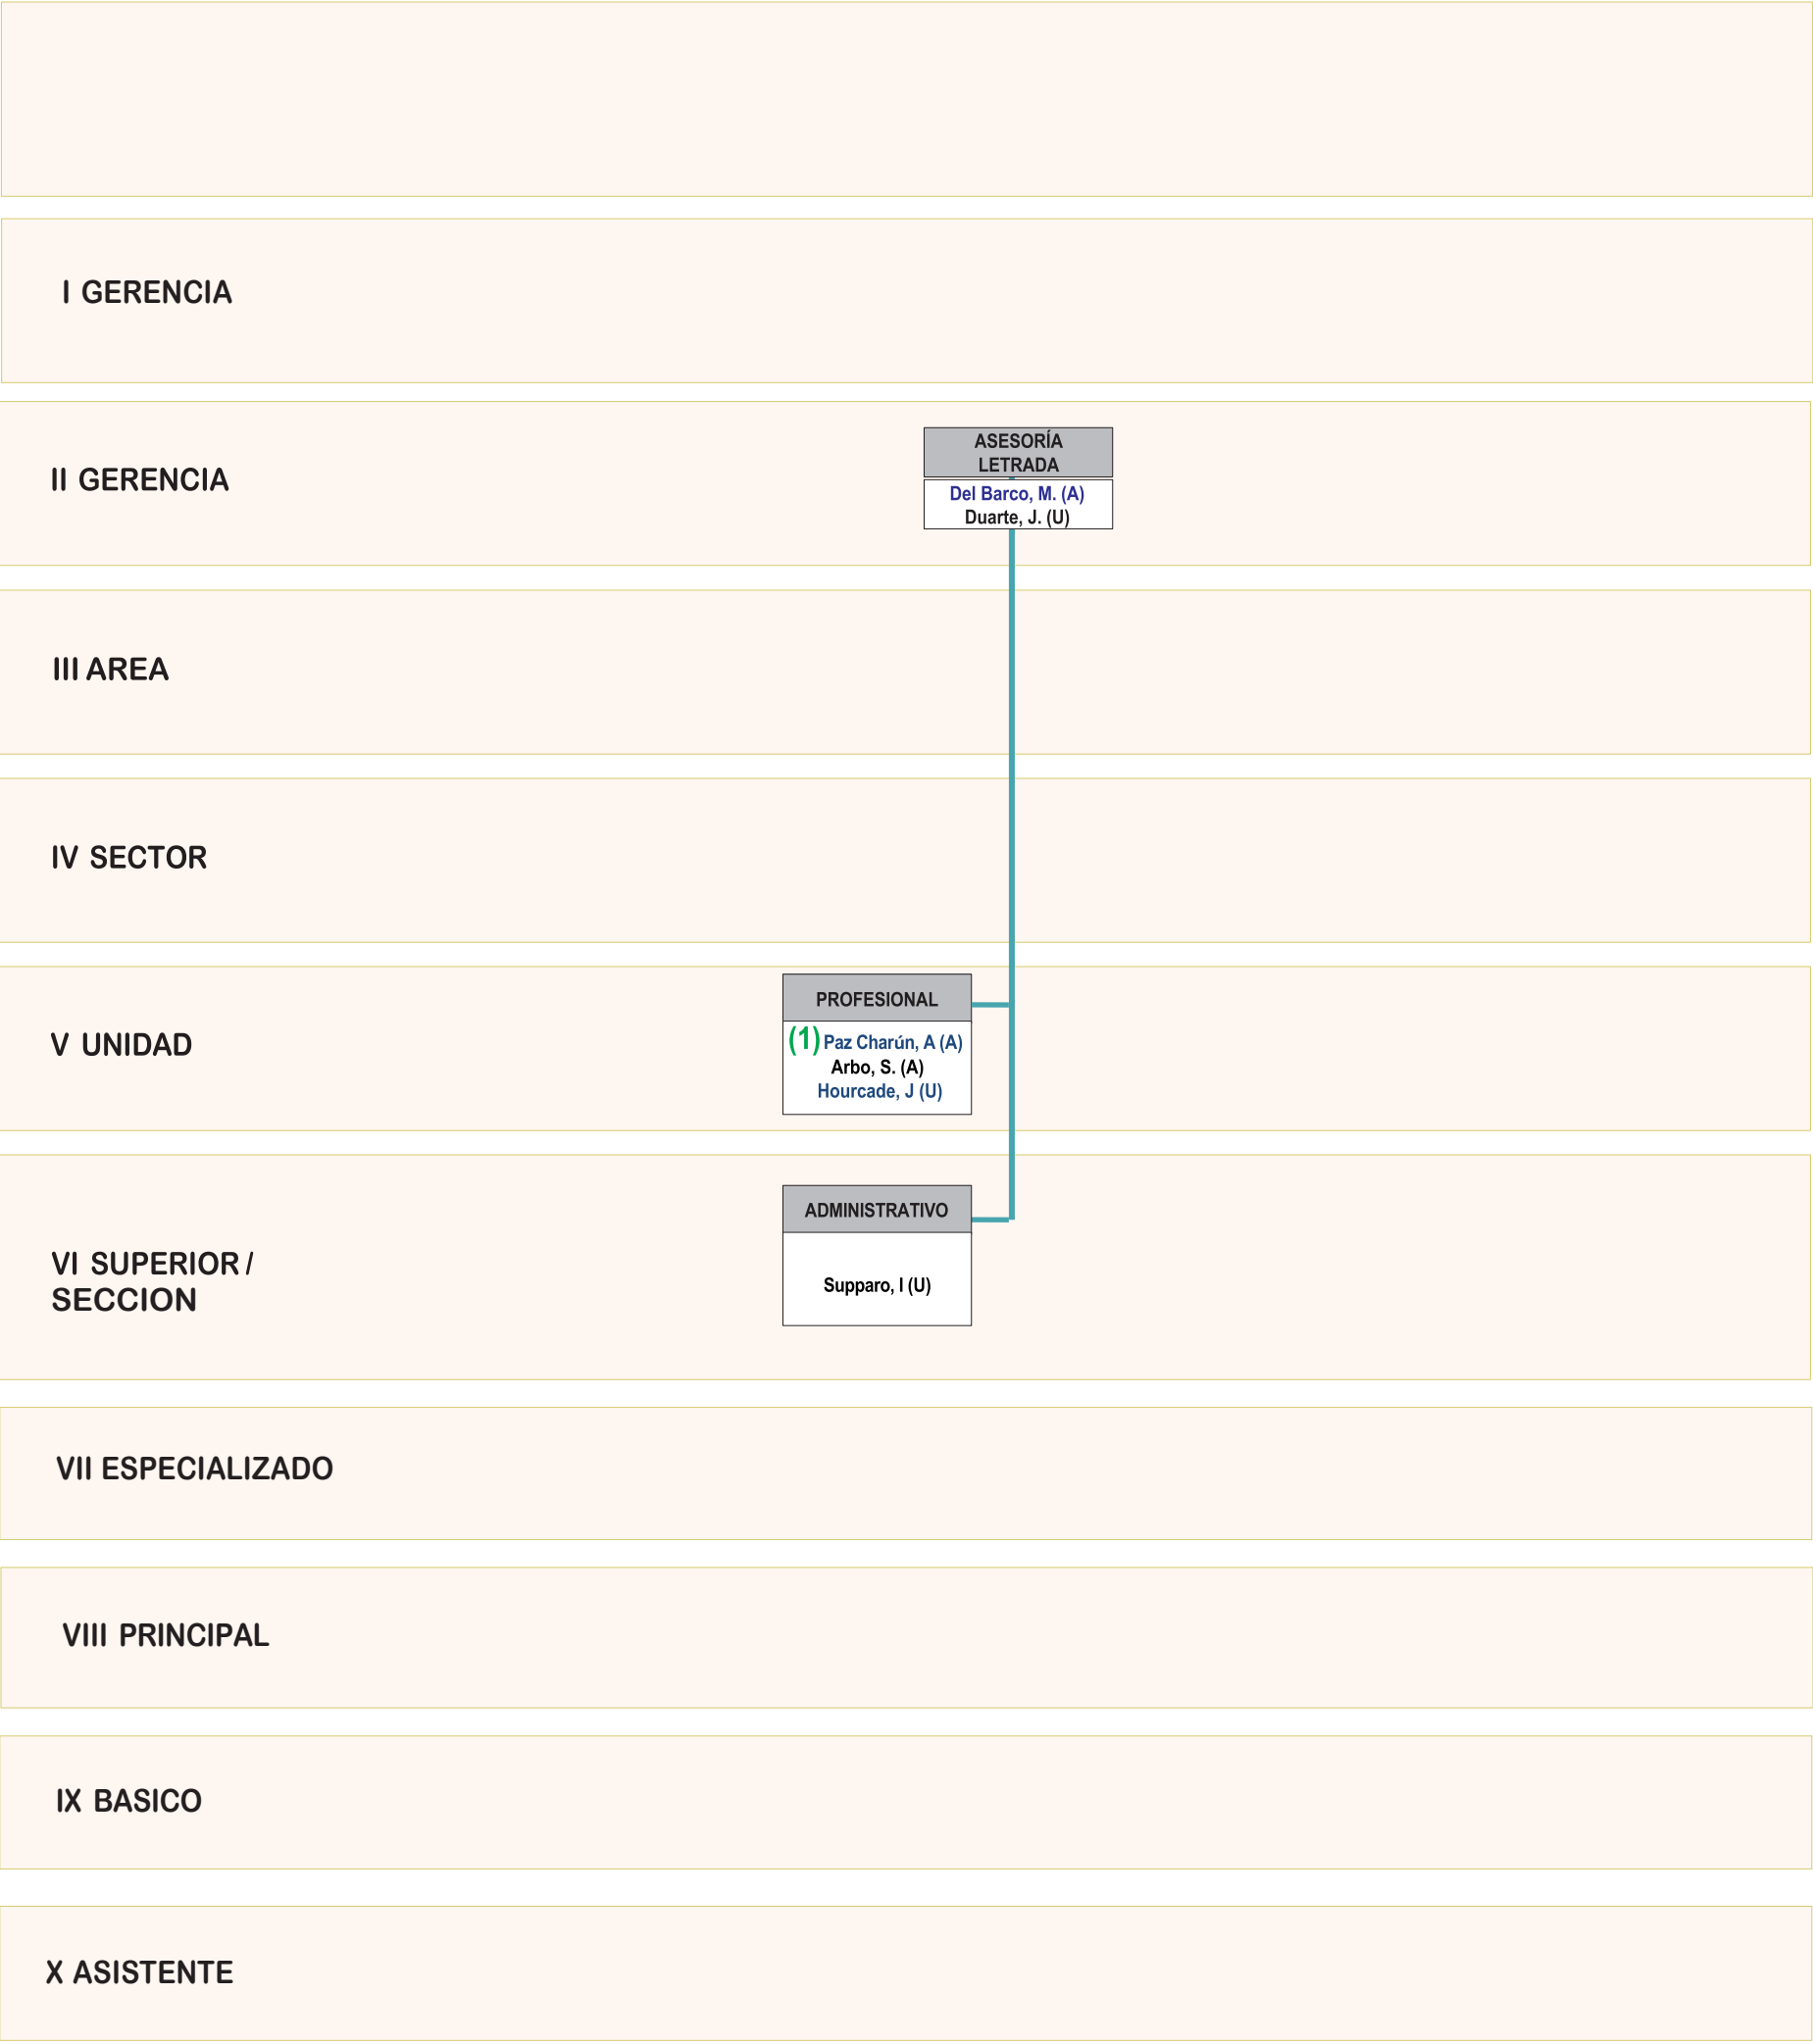 I GERENCIA
II GERENCIA
ASESORÍA
LETRADA
Del Barco, M. (A)
Duarte, J. (U)
III AREA
IV SECTOR
V UNIDAD
PROFESIONAL
(1) Paz Charún, A (A)
Arbo, S. (A)
Hourcade, J (U)
VI SUPERIOR /
SECCION
ADMINISTRATIVO
Supparo, I (U)
VII ESPECIALIZADO
VIII PRINCIPAL
IX BASICO
X ASISTENTE